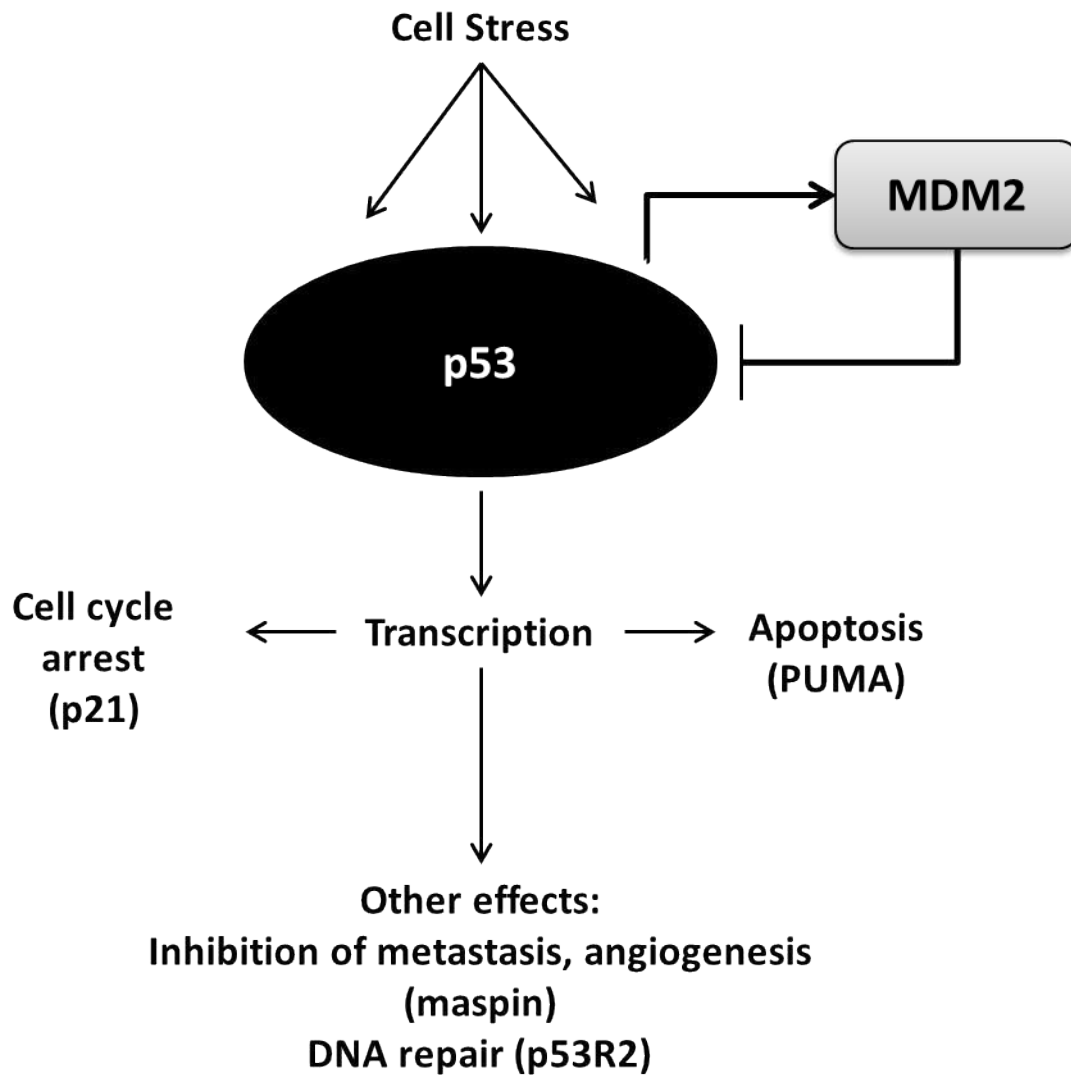 Cell Stress
MDM2
p53
Cell cycle
arrest
(p21)
Transcription
Apoptosis
(PUMA)
Other effects:
Inhibition of metastasis, angiogenesis
(maspin)
DNA repair (p53R2)